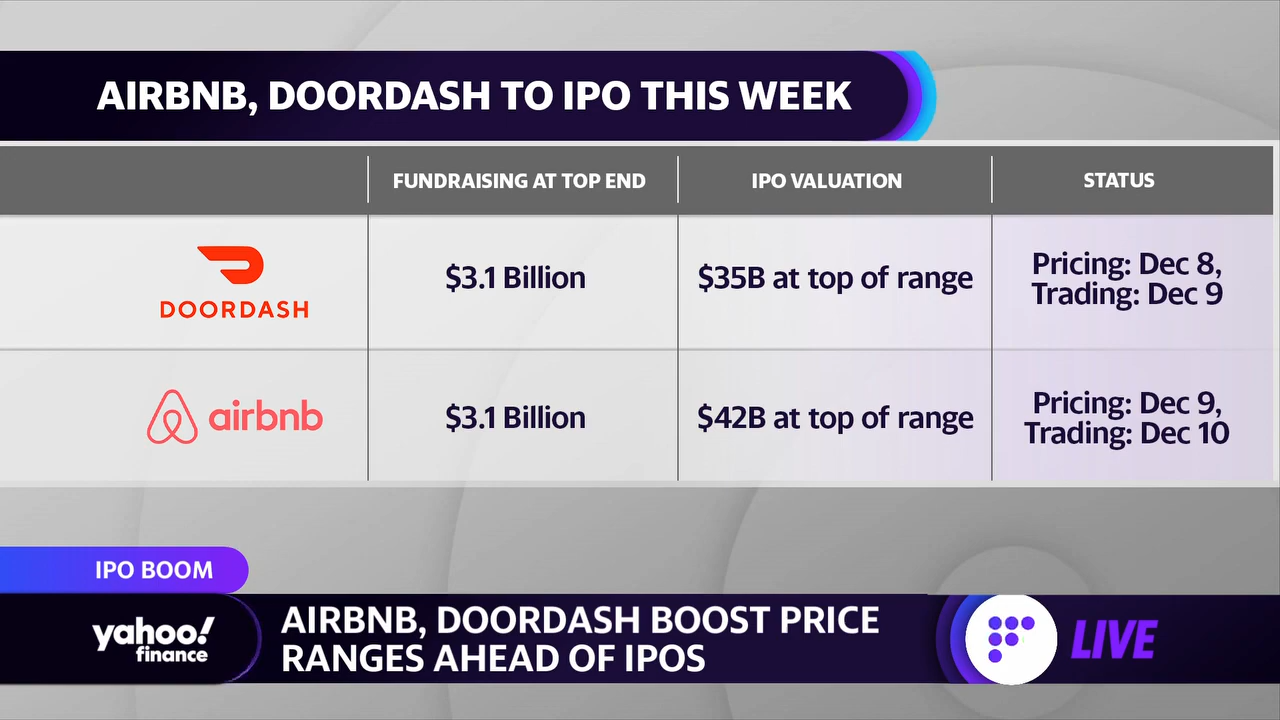 AIRBNB, DOORDASH TO IPO THIS WEEK
FUNDRAISING AT TOP END IPO VALUATION STATUS
DOORDASH $3.1 Billion $35B at top of range Pricing: Dec 8,
Trading: Dec 9
airbnb $3.1 Billion $42B at top of range Pricing: Dec 9,
Trading: Dec 10
IPO BOOM
yahoo!
finance
AIRBNB, DOORDASH BOOST PRICE
RANGES AHEAD OF IPOS
LIVE